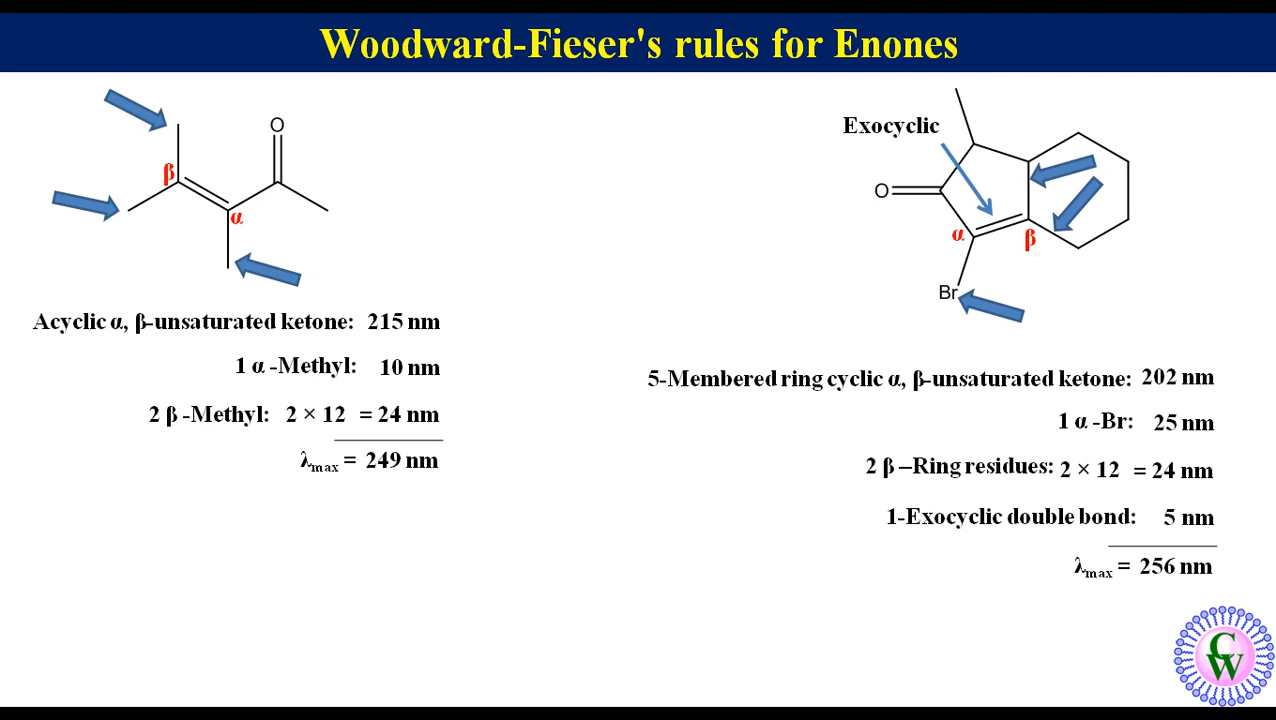 Woodward-Fieser's rules for Enones
O
β
α
Acyclic α, β-unsaturated ketone: 215 nm
1 α -Methyl: 10 nm
2 β -Methyl: 2 × 12 = 24 nm
λmax = 249 nm
Exocyclic
O
α
β
Br
5-Membered ring cyclic α, β-unsaturated ketone: 202 nm
1 α -Br: 25 nm
2 β –Ring residues: 2 × 12 = 24 nm
1-Exocyclic double bond: 5 nm
λmax = 256 nm
CW